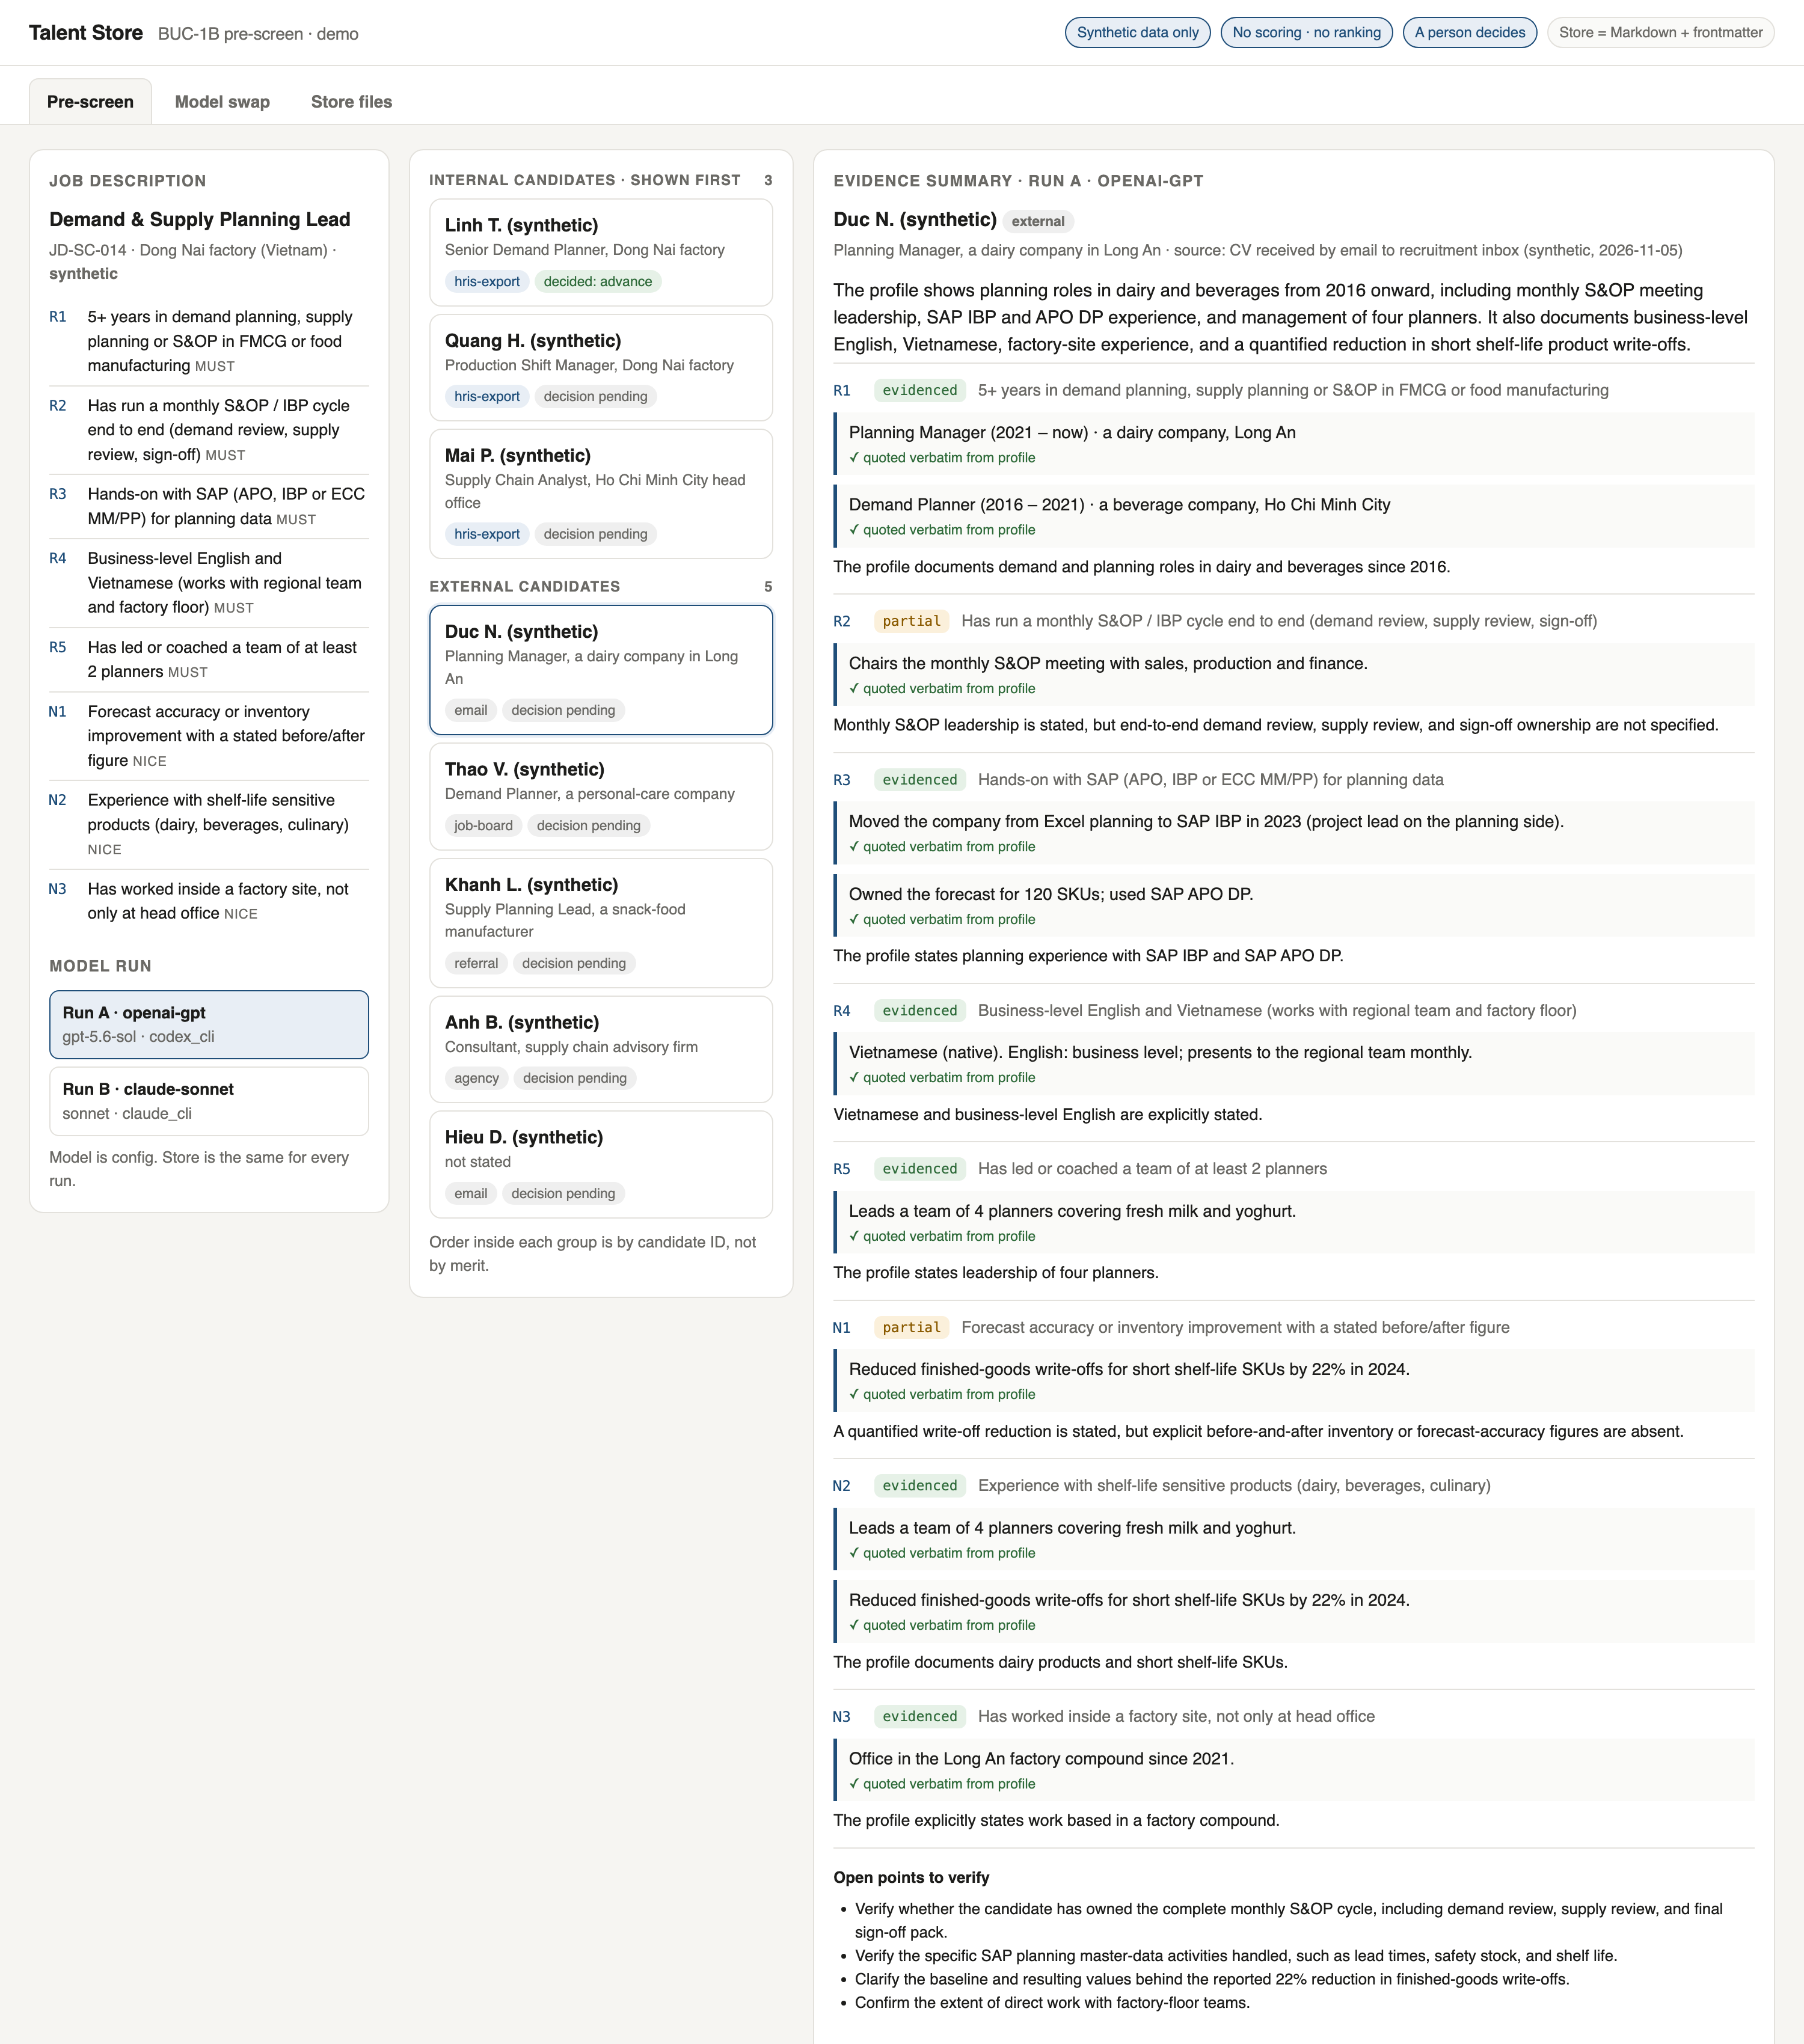 Talent Store BUC-1B pre-screen · demo
Synthetic data only
No scoring · no ranking
A person decides
Store = Markdown + frontmatter
Pre-screen
Model swap
Store files
JOB DESCRIPTION
Demand & Supply Planning Lead
JD-SC-014 · Dong Nai factory (Vietnam) ·
synthetic
R1 5+ years in demand planning, supply
planning or S&OP in FMCG or food
manufacturing MUST
R2 Has run a monthly S&OP / IBP cycle
end to end (demand review, supply
review, sign-off) MUST
R3 Hands-on with SAP (APO, IBP or ECC
MM/PP) for planning data MUST
R4 Business-level English and
Vietnamese (works with regional team
and factory floor) MUST
R5 Has led or coached a team of at least
2 planners MUST
N1 Forecast accuracy or inventory
improvement with a stated before/after
figure NICE
N2 Experience with shelf-life sensitive
products (dairy, beverages, culinary)
NICE
N3 Has worked inside a factory site, not
only at head office NICE
MODEL RUN
Run A · openai-gpt
gpt-5.6-sol · codex_cli
Run B · claude-sonnet
sonnet · claude_cli
Model is config. Store is the same for every
run.
INTERNAL CANDIDATES · SHOWN FIRST 3
Linh T. (synthetic)
Senior Demand Planner, Dong Nai factory
hris-export decided: advance
Quang H. (synthetic)
Production Shift Manager, Dong Nai factory
hris-export decision pending
Mai P. (synthetic)
Supply Chain Analyst, Ho Chi Minh City head
office
hris-export decision pending
EXTERNAL CANDIDATES 5
Duc N. (synthetic)
Planning Manager, a dairy company in Long
An
email decision pending
Thao V. (synthetic)
Demand Planner, a personal-care company
job-board decision pending
Khanh L. (synthetic)
Supply Planning Lead, a snack-food
manufacturer
referral decision pending
Anh B. (synthetic)
Consultant, supply chain advisory firm
agency decision pending
Hieu D. (synthetic)
not stated
email decision pending
Order inside each group is by candidate ID, not
by merit.
EVIDENCE SUMMARY · RUN A · OPENAI-GPT
Duc N. (synthetic) external
Planning Manager, a dairy company in Long An · source: CV received by email to recruitment inbox (synthetic, 2026-11-05)
The profile shows planning roles in dairy and beverages from 2016 onward, including monthly S&OP meeting
leadership, SAP IBP and APO DP experience, and management of four planners. It also documents business-level
English, Vietnamese, factory-site experience, and a quantified reduction in short shelf-life product write-offs.
R1 evidenced 5+ years in demand planning, supply planning or S&OP in FMCG or food manufacturing
Planning Manager (2021 – now) · a dairy company, Long An
✓ quoted verbatim from profile
Demand Planner (2016 – 2021) · a beverage company, Ho Chi Minh City
✓ quoted verbatim from profile
The profile documents demand and planning roles in dairy and beverages since 2016.
R2 partial Has run a monthly S&OP / IBP cycle end to end (demand review, supply review, sign-off)
Chairs the monthly S&OP meeting with sales, production and finance.
✓ quoted verbatim from profile
Monthly S&OP leadership is stated, but end-to-end demand review, supply review, and sign-off ownership are not specified.
R3 evidenced Hands-on with SAP (APO, IBP or ECC MM/PP) for planning data
Moved the company from Excel planning to SAP IBP in 2023 (project lead on the planning side).
✓ quoted verbatim from profile
Owned the forecast for 120 SKUs; used SAP APO DP.
✓ quoted verbatim from profile
The profile states planning experience with SAP IBP and SAP APO DP.
R4 evidenced Business-level English and Vietnamese (works with regional team and factory floor)
Vietnamese (native). English: business level; presents to the regional team monthly.
✓ quoted verbatim from profile
Vietnamese and business-level English are explicitly stated.
R5 evidenced Has led or coached a team of at least 2 planners
Leads a team of 4 planners covering fresh milk and yoghurt.
✓ quoted verbatim from profile
The profile states leadership of four planners.
N1 partial Forecast accuracy or inventory improvement with a stated before/after figure
Reduced finished-goods write-offs for short shelf-life SKUs by 22% in 2024.
✓ quoted verbatim from profile
A quantified write-off reduction is stated, but explicit before-and-after inventory or forecast-accuracy figures are absent.
N2 evidenced Experience with shelf-life sensitive products (dairy, beverages, culinary)
Leads a team of 4 planners covering fresh milk and yoghurt.
✓ quoted verbatim from profile
Reduced finished-goods write-offs for short shelf-life SKUs by 22% in 2024.
✓ quoted verbatim from profile
The profile documents dairy products and short shelf-life SKUs.
N3 evidenced Has worked inside a factory site, not only at head office
Office in the Long An factory compound since 2021.
✓ quoted verbatim from profile
The profile explicitly states work based in a factory compound.
Open points to verify
• Verify whether the candidate has owned the complete monthly S&OP cycle, including demand review, supply review, and final
sign-off pack.
• Verify the specific SAP planning master-data activities handled, such as lead times, safety stock, and shelf life.
• Clarify the baseline and resulting values behind the reported 22% reduction in finished-goods write-offs.
• Confirm the extent of direct work with factory-floor teams.